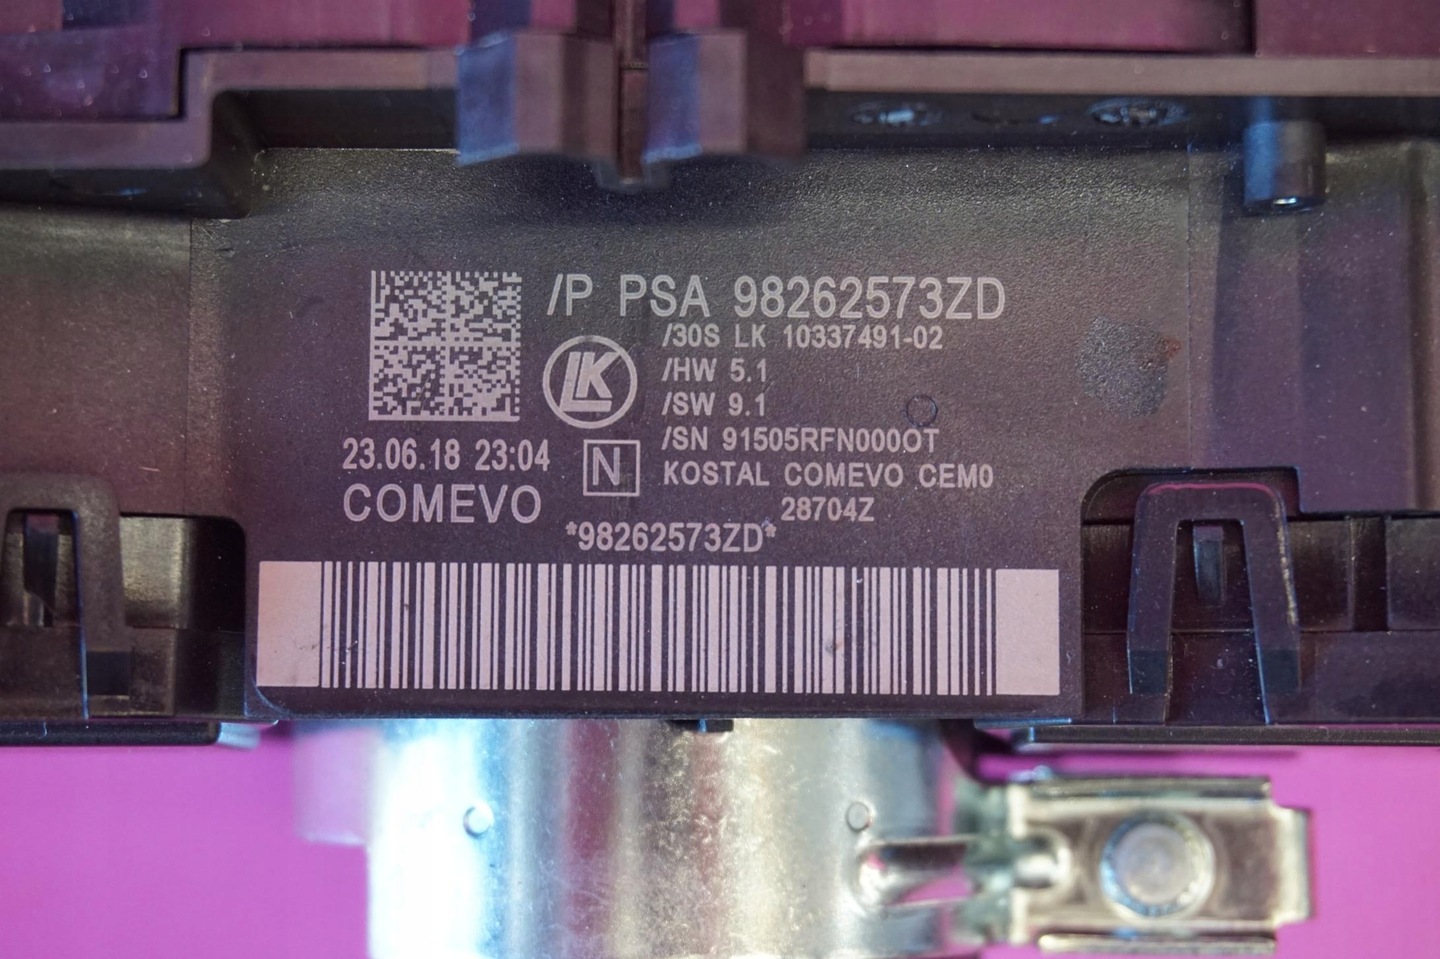 /P PSA 98262573ZD
/30S LK 10337491-02
LK
/HW 5.1
/SW 9.1
/SN 91505RFN000OT
23.06.18 23:04
N
KOSTAL COMEVO CEM0
COMEVO
28704Z
*98262573ZD*